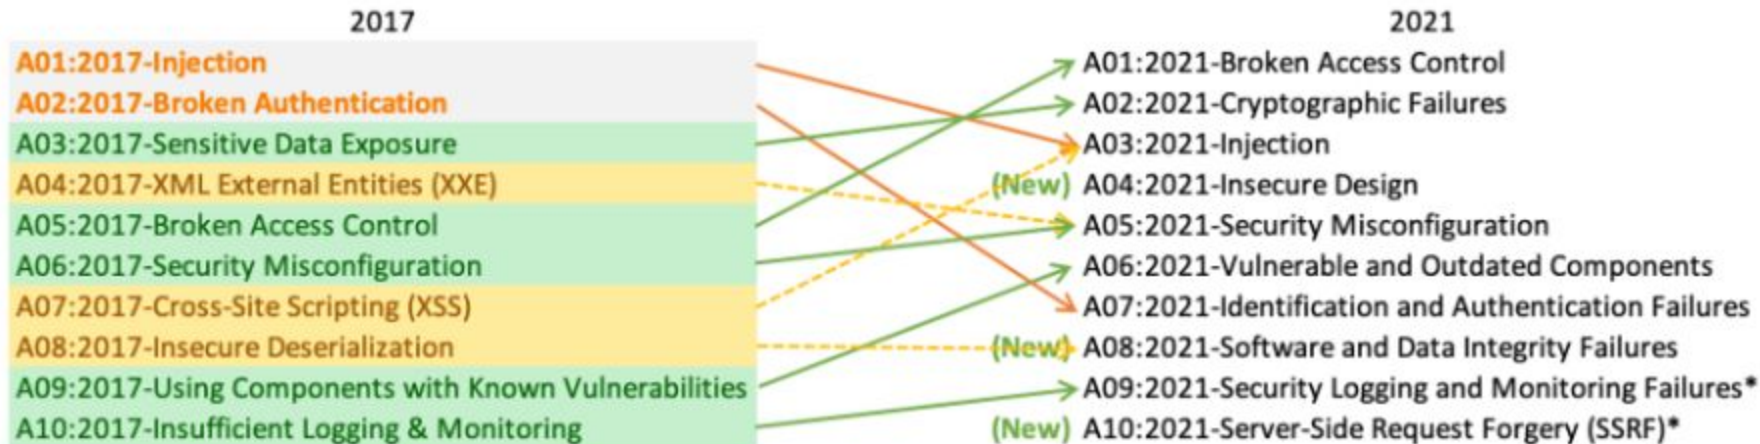 2017
A01:2017-Injection
A02:2017-Broken Authentication
A03:2017-Sensitive Data Exposure
A04:2017-XML External Entities (XXE)
A05:2017-Broken Access Control
A06:2017-Security Misconfiguration
A07:2017-Cross-Site Scripting (XSS)
A08:2017-Insecure Deserialization
A09:2017-Using Components with Known Vulnerabilities
A10:2017-Insufficient Logging & Monitoring
2021
A01:2021-Broken Access Control
A02:2021-Cryptographic Failures
A03:2021-Injection
(New) A04:2021-Insecure Design
A05:2021-Security Misconfiguration
A06:2021-Vulnerable and Outdated Components
A07:2021-Identification and Authentication Failures
(New) A08:2021-Software and Data Integrity Failures
A09:2021-Security Logging and Monitoring Failures*
(New) A10:2021-Server-Side Request Forgery (SSRF)*